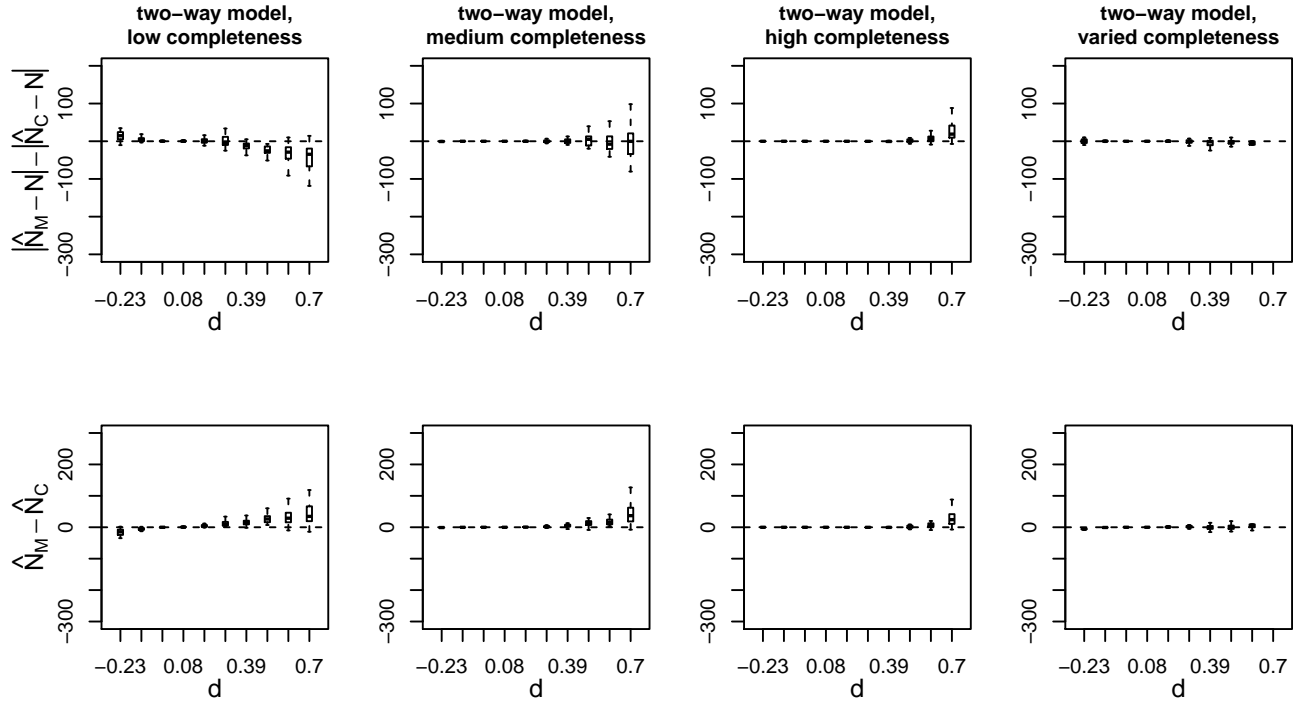 two-way model,
low completeness
two-way model,
medium completeness
two-way model,
high completeness
two-way model,
varied completeness
|N̂_M − N| − |N̂_C − N|
100
−100
−300
−0.23 0.08 0.39 0.7
d
100
−100
−300
−0.23 0.08 0.39 0.7
d
100
−100
−300
−0.23 0.08 0.39 0.7
d
100
−100
−300
−0.23 0.08 0.39 0.7
d
N̂_M − N̂_C
200
0
−300
−0.23 0.08 0.39 0.7
d
200
0
−300
−0.23 0.08 0.39 0.7
d
200
0
−300
−0.23 0.08 0.39 0.7
d
200
0
−300
−0.23 0.08 0.39 0.7
d